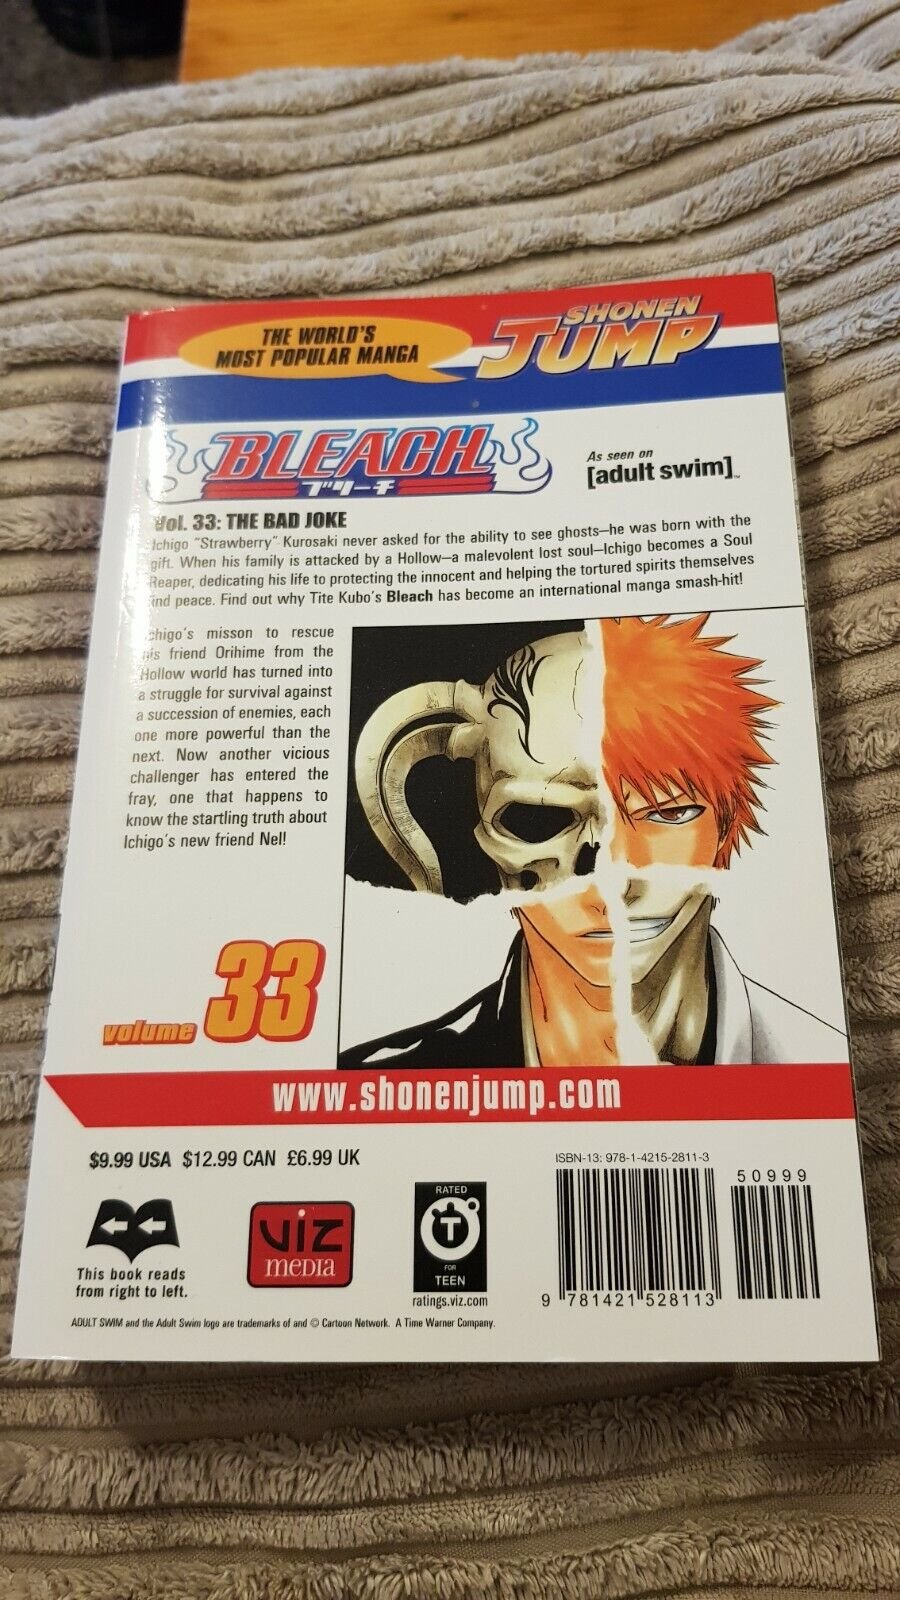 THE WORLD'S
MOST POPULAR MANGA
SHONEN
JUMP
BLEACH
ブリーチ
As seen on
[adult swim]™
Vol. 33: THE BAD JOKE
Ichigo "Strawberry" Kurosaki never asked for the ability to see ghosts—he was born with the
gift. When his family is attacked by a Hollow—a malevolent lost soul—Ichigo becomes a Soul
Reaper, dedicating his life to protecting the innocent and helping the tortured spirits themselves
find peace. Find out why Tite Kubo's Bleach has become an international manga smash-hit!
Ichigo's misson to rescue
his friend Orihime from the
Hollow world has turned into
a struggle for survival against
a succession of enemies, each
one more powerful than the
next. Now another vicious
challenger has entered the
fray, one that happens to
know the startling truth about
Ichigo's new friend Nel!
volume 33
www.shonenjump.com
$9.99 USA $12.99 CAN £6.99 UK
This book reads
from right to left.
VIZ
MEDIA
RATED
T
FOR
TEEN
ratings.viz.com
ISBN-13: 978-1-4215-2811-3
50999
9 781421 528113
ADULT SWIM and the Adult Swim logo are trademarks of and © Cartoon Network. A Time Warner Company.